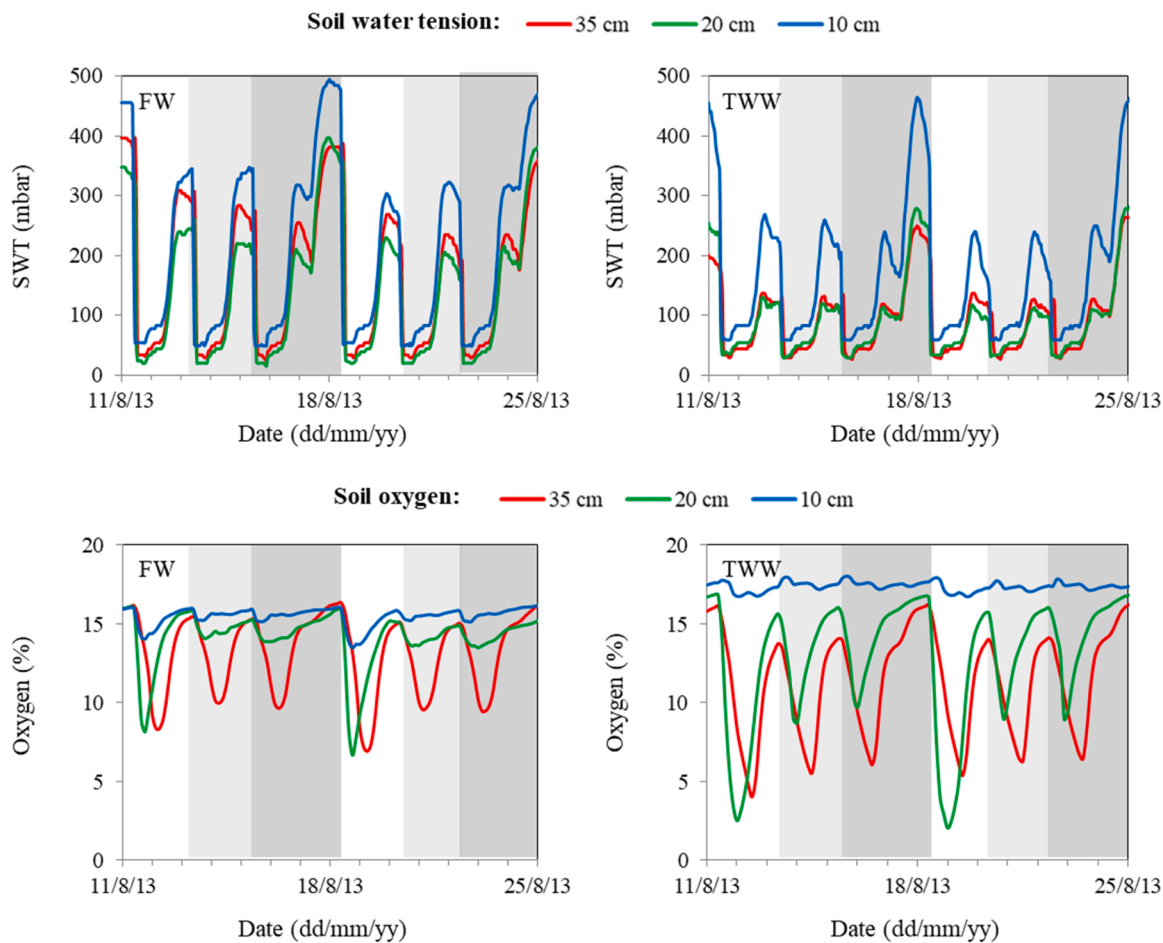 Soil water tension: 35 cm 20 cm 10 cm
FW
TWW
SWT (mbar)
500
400
300
200
100
0
11/8/13 18/8/13 25/8/13
Date (dd/mm/yy)
SWT (mbar)
500
400
300
200
100
0
11/8/13 18/8/13 25/8/13
Date (dd/mm/yy)
Soil oxygen: 35 cm 20 cm 10 cm
FW
TWW
Oxygen (%)
20
15
10
5
0
11/8/13 18/8/13 25/8/13
Date (dd/mm/yy)
Oxygen (%)
20
15
10
5
0
11/8/13 18/8/13 25/8/13
Date (dd/mm/yy)